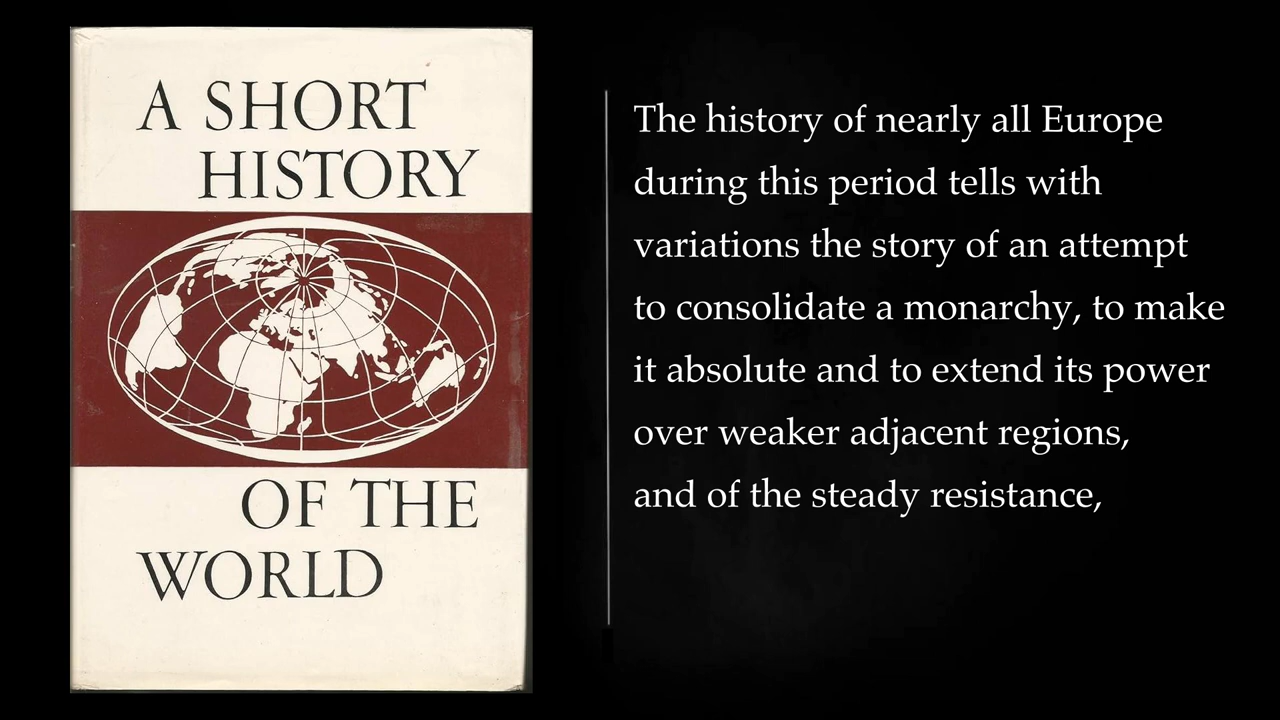 A SHORT
HISTORY
OF THE
WORLD
The history of nearly all Europe
during this period tells with
variations the story of an attempt
to consolidate a monarchy, to make
it absolute and to extend its power
over weaker adjacent regions,
and of the steady resistance,